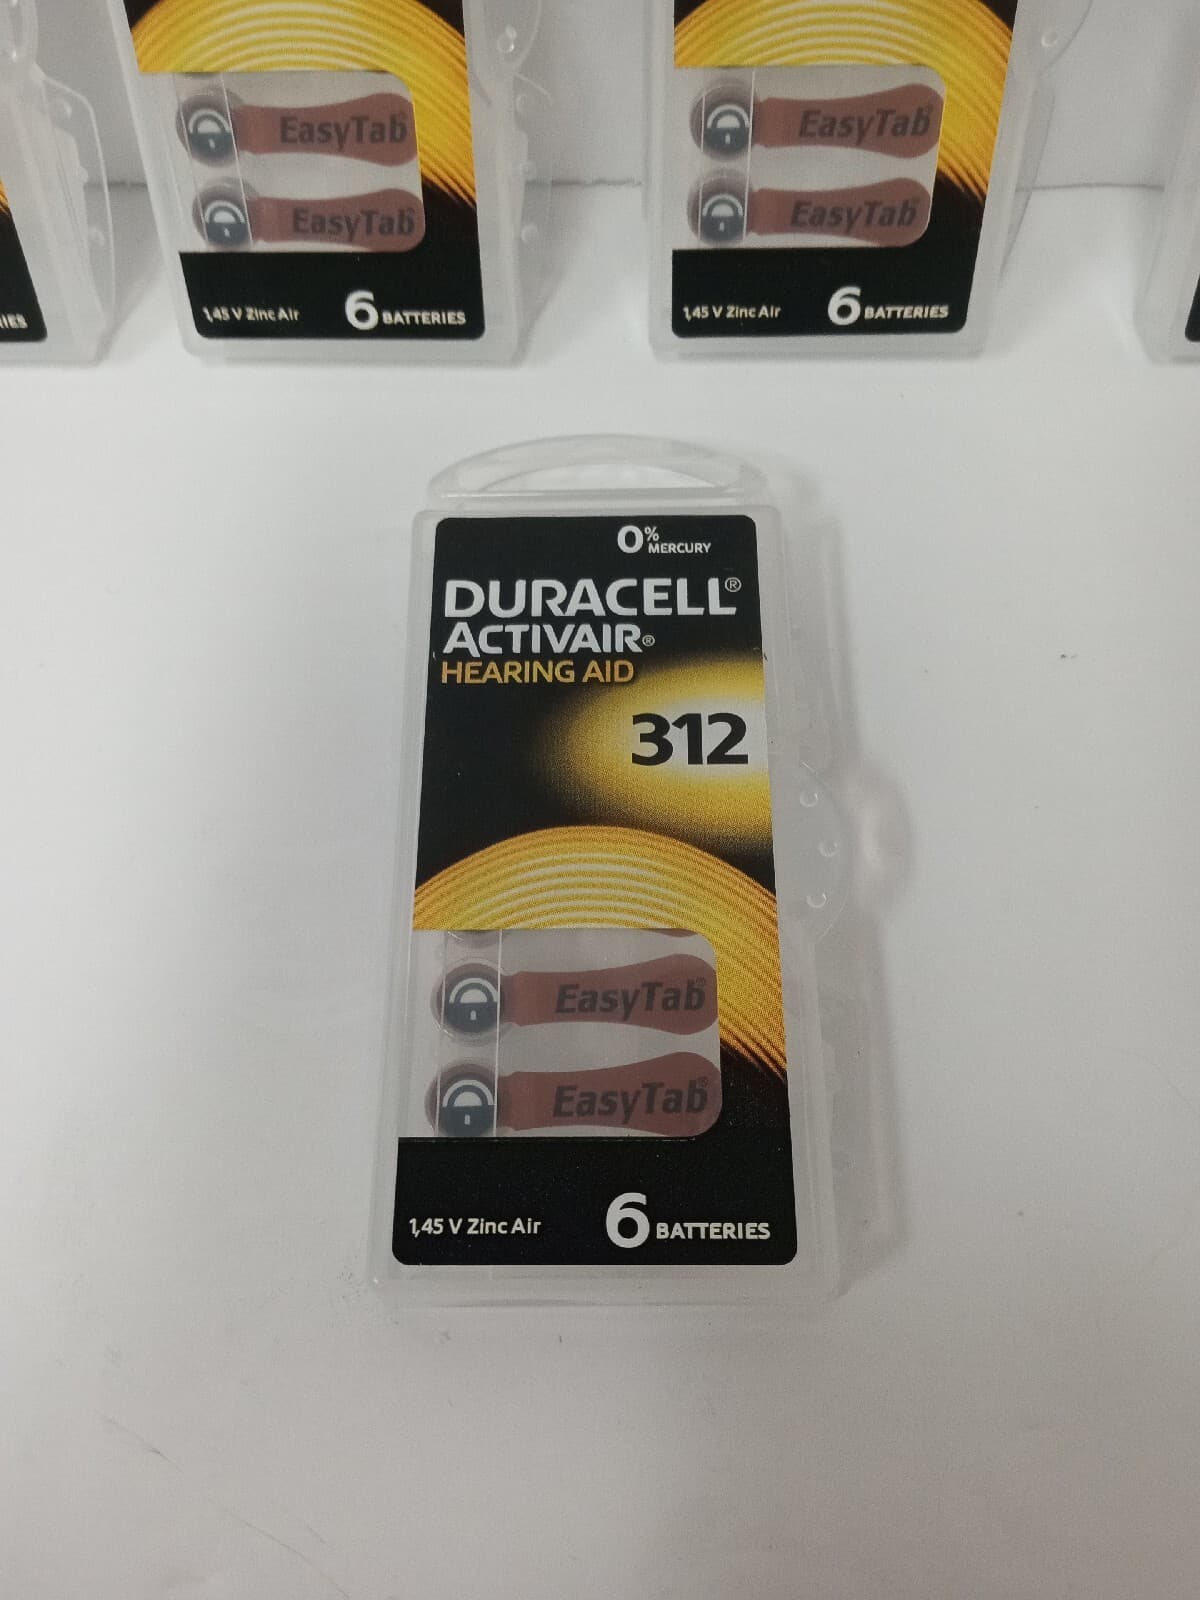 EasyTab®
EasyTab®
1,45 V Zinc Air 6 BATTERIES
EasyTab®
EasyTab®
1,45 V Zinc Air 6 BATTERIES
0% MERCURY
DURACELL®
ACTIVAIR®
HEARING AID
312
EasyTab®
EasyTab®
1,45 V Zinc Air 6 BATTERIES